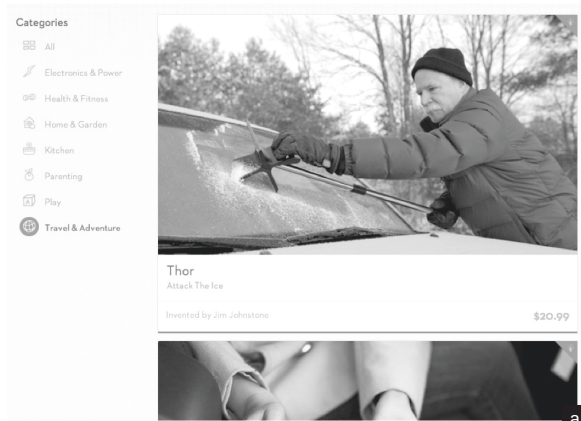 Categories
All
Electronics & Power
Health & Fitness
Home & Garden
Kitchen
Parenting
Play
Travel & Adventure
Thor
Attack The Ice
Invented by Jim Johnstone
$20.99
a